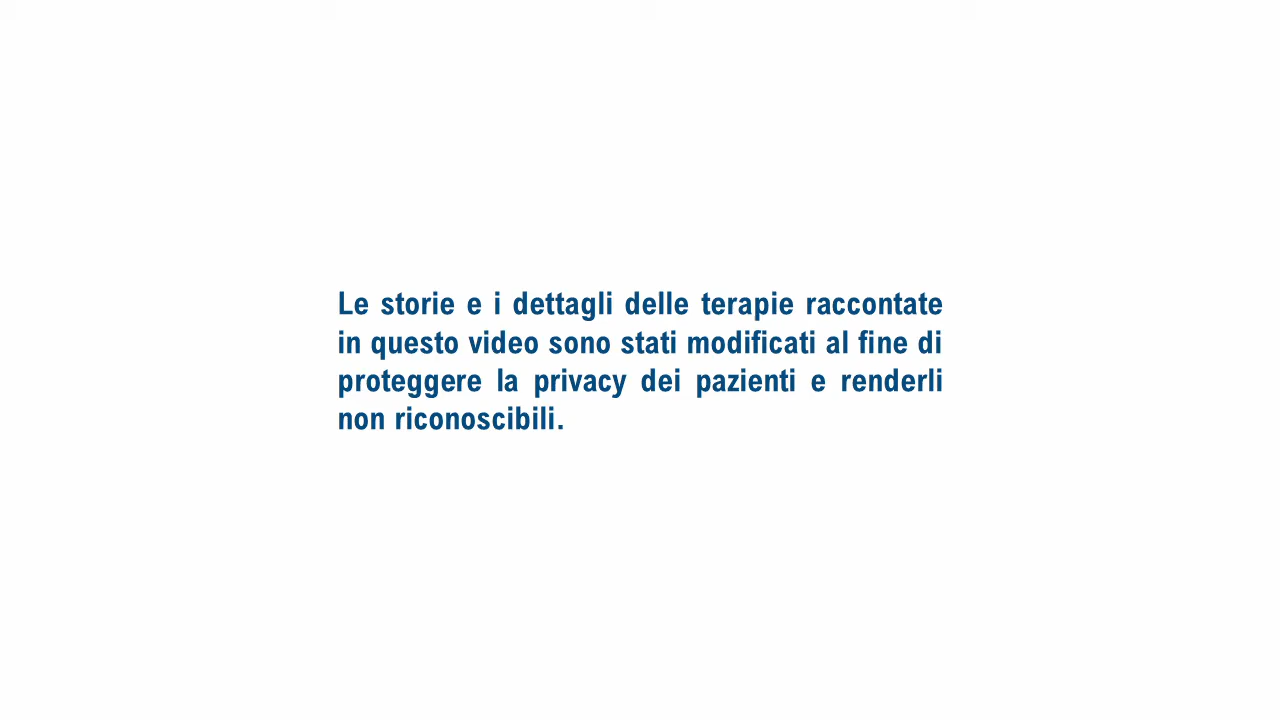 Le storie e i dettagli delle terapie raccontate
in questo video sono stati modificati al fine di
proteggere la privacy dei pazienti e renderli
non riconoscibili.